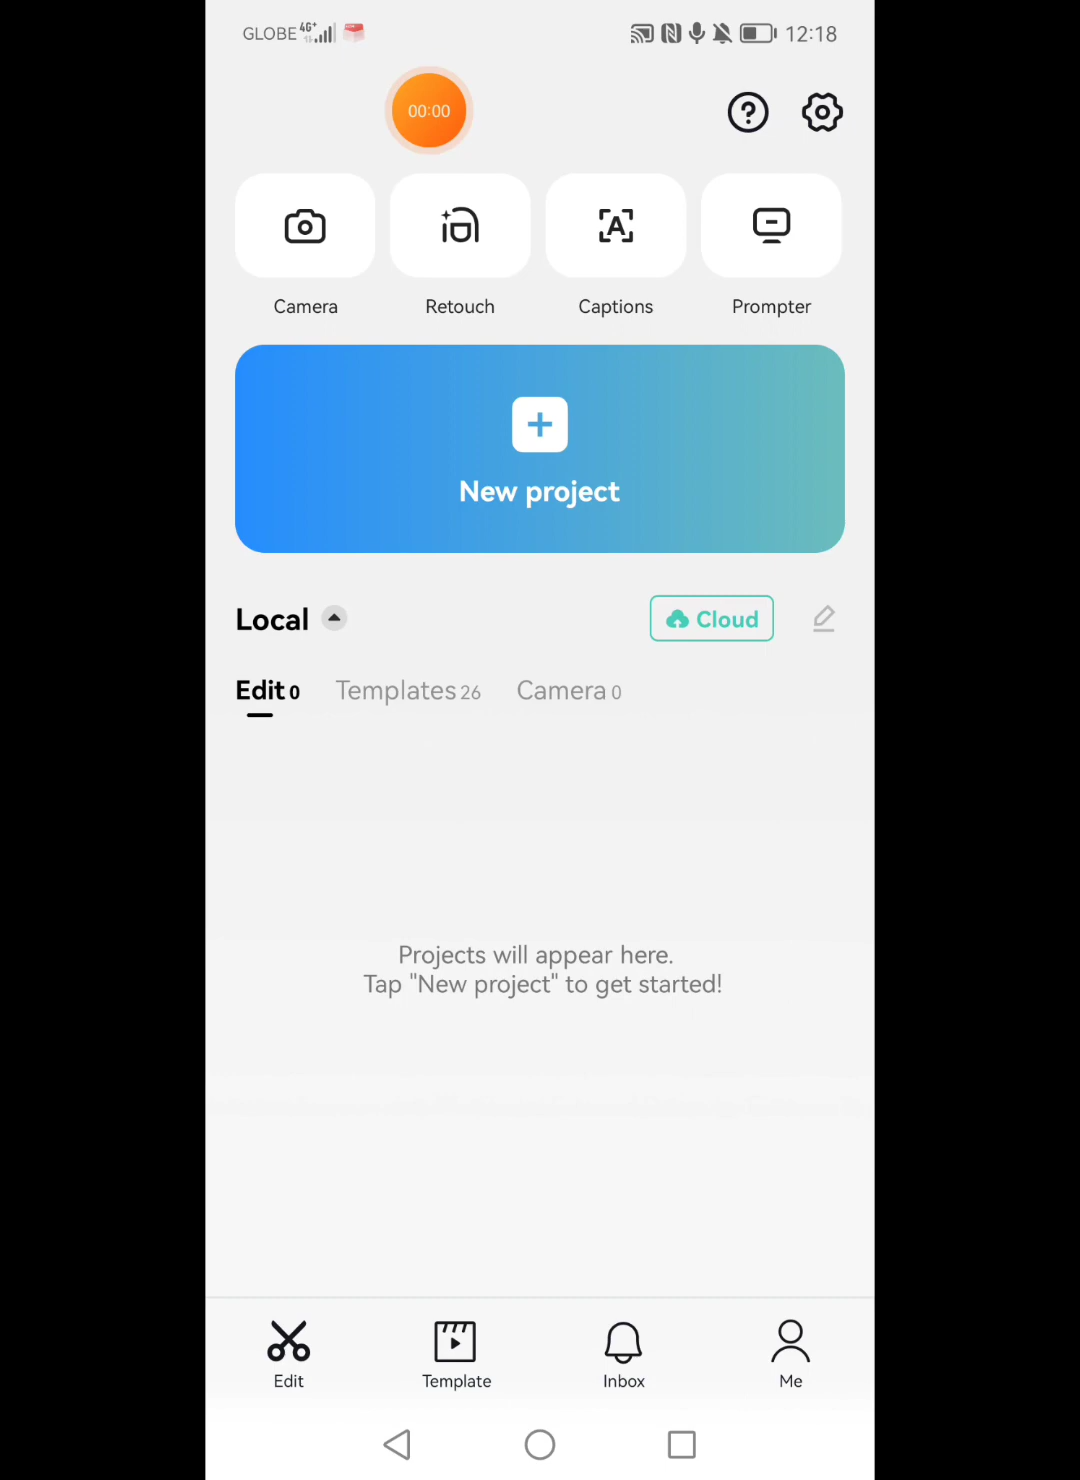 GLOBE 4G+ 12:18
00:00
Camera Retouch Captions Prompter
New project
Local Cloud
Edit 0 Templates 26 Camera 0
Projects will appear here.
Tap "New project" to get started!
Edit Template Inbox Me